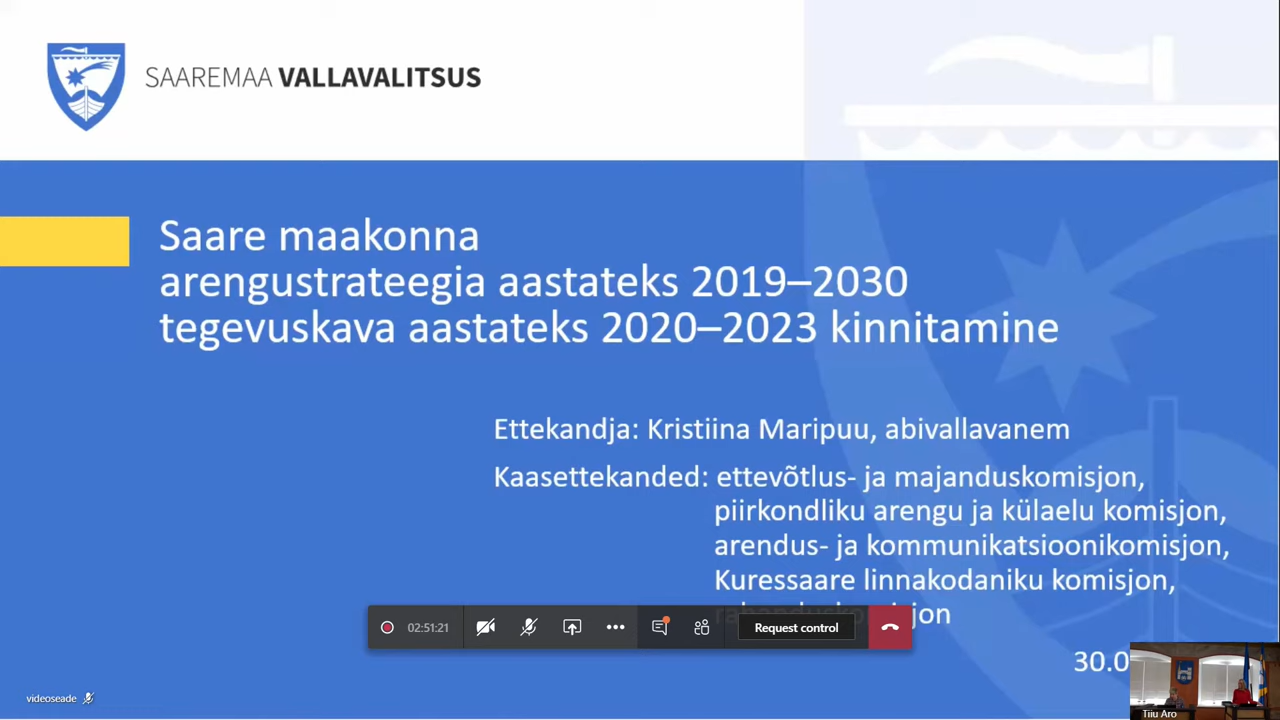 SAAREMAA VALLAVALITSUS
Saare maakonna
arengustrateegia aastateks 2019–2030
tegevuskava aastateks 2020–2023 kinnitamine
Ettekandja: Kristiina Maripuu, abivallavanem
Kaasettekanded: ettevõtlus- ja majanduskomisjon,
piirkondliku arengu ja külaelu komisjon,
arendus- ja kommunikatsioonikomisjon,
Kuressaare linnakodaniku komisjon,
02:51:21
Request control
30.0
videoseade
Tiiu Aro